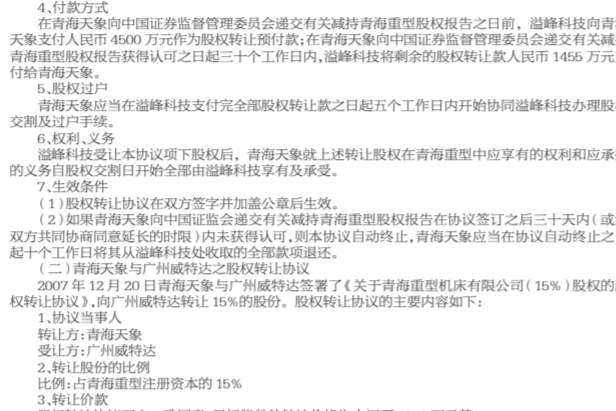 4、付款方式
在青海天象向中国证券监督管理委员会递交有关减持青海重型股权报告之日前，溢峰科技向青
天象支付人民币 4500 万元作为股权转让预付款；在青海天象向中国证券监督管理委员会递交有关减
青海重型股权报告获得认可之日起三十个工作日内，溢峰科技将剩余的股权转让款人民币 1455 万元
付给青海天象。
5、股权过户
青海天象应当在溢峰科技支付完全部股权转让款之日起五个工作日内开始协同溢峰科技办理股
交割及过户手续。
6、权利、义务
溢峰科技受让本协议项下股权后，青海天象就上述转让股权在青海重型中应享有的权利和应承
的义务自股权交割日开始全部由溢峰科技享有及承受。
7、生效条件
（1）股权转让协议在双方签字并加盖公章后生效。
（2）如果青海天象向中国证监会递交有关减持青海重型股权报告在协议签订之后三十天内（或
双方共同协商同意延长的时限）内未获得认可，则本协议自动终止，青海天象应当在协议自动终止之
起十个工作日将其从溢峰科技处收取的全部款项退还。
（二）青海天象与广州威特达之股权转让协议
2007 年 12 月 20 日青海天象与广州威特达签署了《关于青海重型机床有限公司（15%）股权的
权转让协议》，向广州威特达转让 15%的股份。股权转让协议的主要内容如下：
1、协议当事人
转让方：青海天象
受让方：广州威特达
2、转让股份的比例
比例：占青海重型注册资本的 15%
3、转让价款